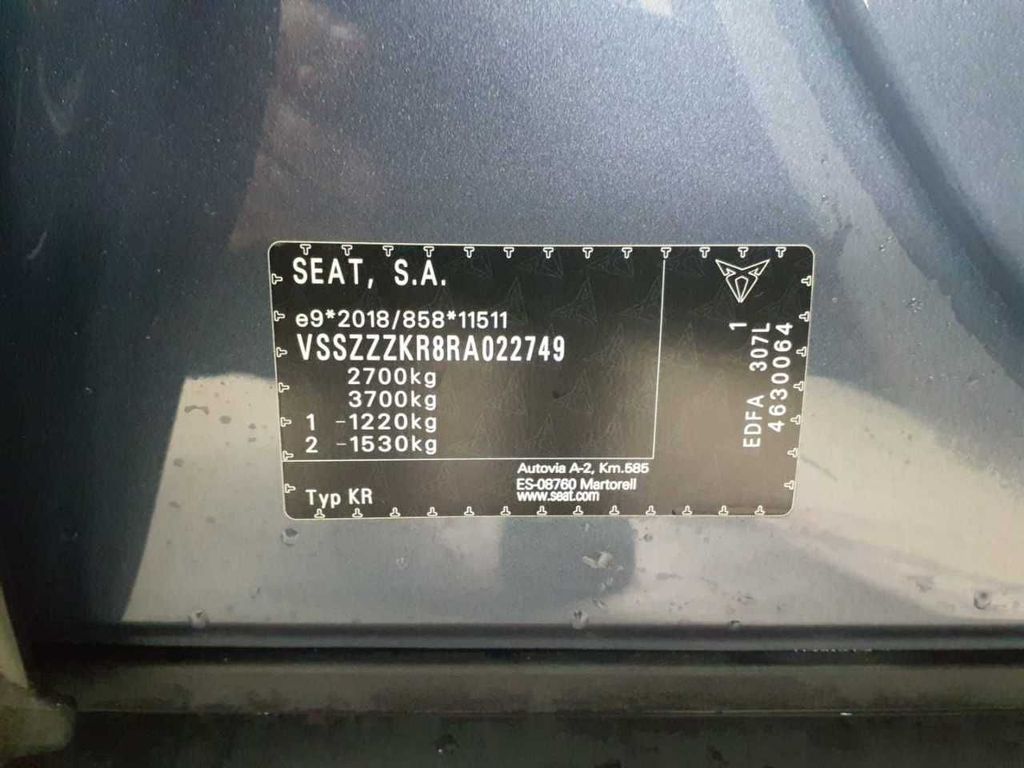 SEAT, S.A.
e9*2018/858*11511
VSSZZZKR8RA022749
2700kg
3700kg
1 -1220kg
2 -1530kg
Typ KR
Autovia A-2, Km.585
ES-08760 Martorell
www.seat.com
1
EDFA 307L
4630064